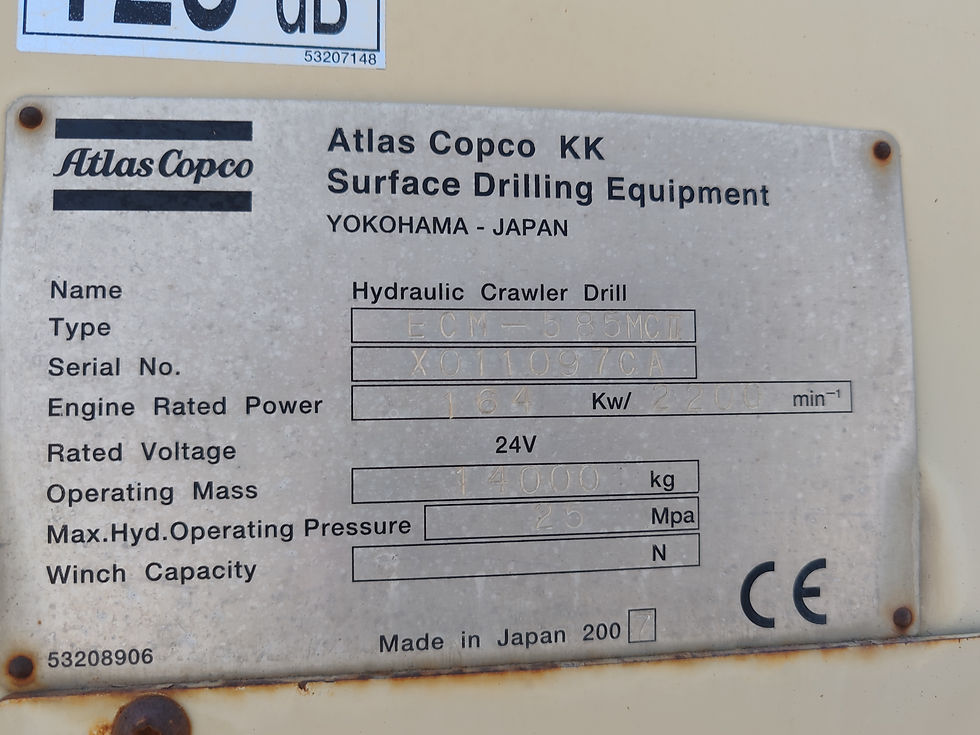 dB
53207148
Atlas Copco
Atlas Copco KK
Surface Drilling Equipment
YOKOHAMA - JAPAN
Name Hydraulic Crawler Drill
Type ECM-585MCⅡ
Serial No. X011097CA
Engine Rated Power 164 Kw/ 2200 min⁻¹
Rated Voltage 24V
Operating Mass 14000 kg
Max.Hyd.Operating Pressure 25 Mpa
Winch Capacity N
CE
Made in Japan 2007
53208906